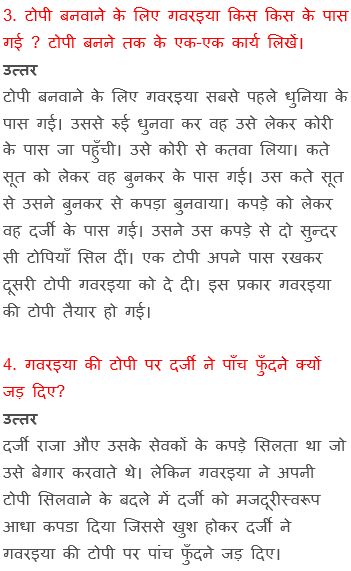 3. टोपी बनवाने के लिए गवरइया किस किस के पास
गई ? टोपी बनने तक के एक-एक कार्य लिखें।
उत्तर
टोपी बनवाने के लिए गवरइया सबसे पहले धुनिया के
पास गई। उससे रुई धुनवा कर वह उसे लेकर कोरी
के पास जा पहुँची। उसे कोरी से कतवा लिया। कते
सूत को लेकर वह बुनकर के पास गई। उस कते सूत
से उसने बुनकर से कपड़ा बुनवाया। कपड़े को लेकर
वह दर्जी के पास गई। उसने उस कपड़े से दो सुन्दर
सी टोपियाँ सिल दीं। एक टोपी अपने पास रखकर
दूसरी टोपी गवरइया को दे दी। इस प्रकार गवरइया
की टोपी तैयार हो गई।
4. गवरइया की टोपी पर दर्जी ने पाँच फुँदने क्यों
जड़ दिए?
उत्तर
दर्जी राजा औए उसके सेवकों के कपड़े सिलता था जो
उसे बेगार करवाते थे। लेकिन गवरइया ने अपनी
टोपी सिलवाने के बदले में दर्जी को मजदूरीस्वरूप
आधा कपडा दिया जिससे खुश होकर दर्जी ने
गवरइया की टोपी पर पांच फुँदने जड़ दिए।